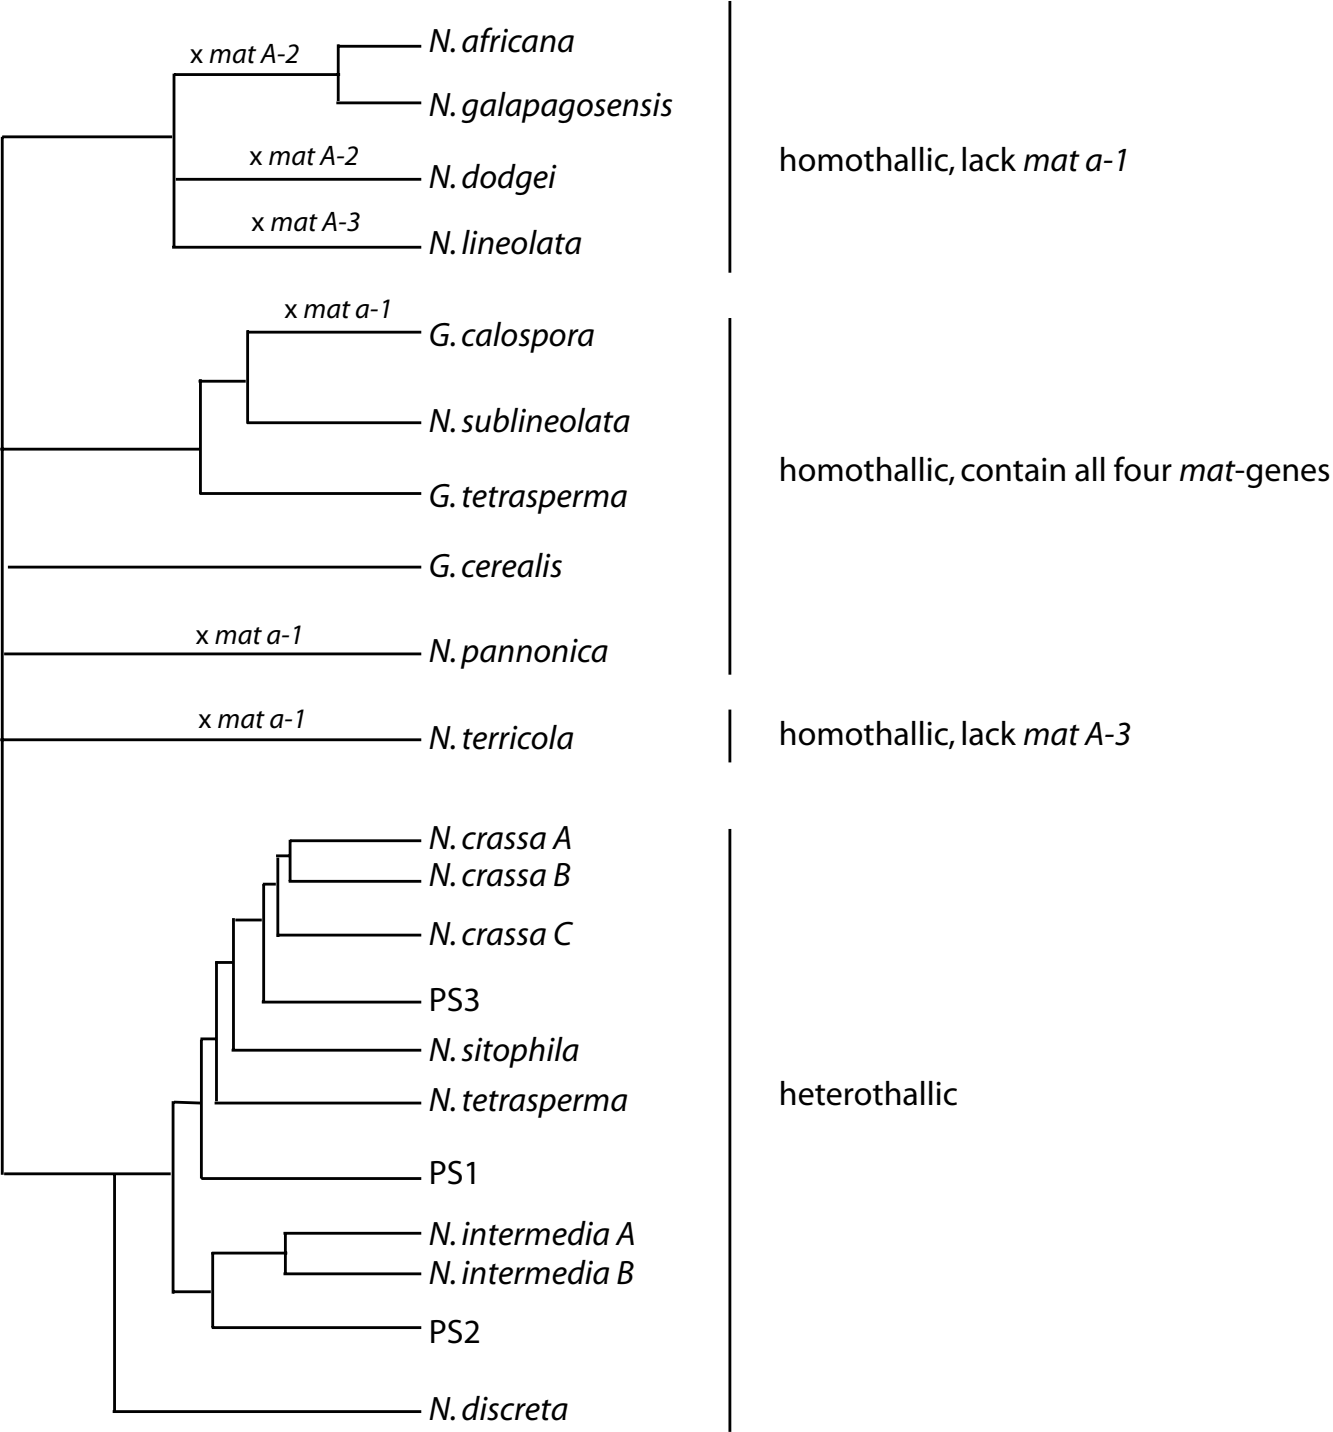 x mat A-2
N. africana
N. galapagosensis
x mat A-2
N. dodgei
homothallic, lack mat a-1
x mat A-3
N. lineolata
x mat a-1
G. calospora
N. sublineolata
homothallic, contain all four mat-genes
G. tetrasperma
G. cerealis
x mat a-1
N. pannonica
x mat a-1
N. terricola
homothallic, lack mat A-3
N. crassa A
N. crassa B
N. crassa C
PS3
N. sitophila
N. tetrasperma
heterothallic
PS1
N. intermedia A
N. intermedia B
PS2
N. discreta